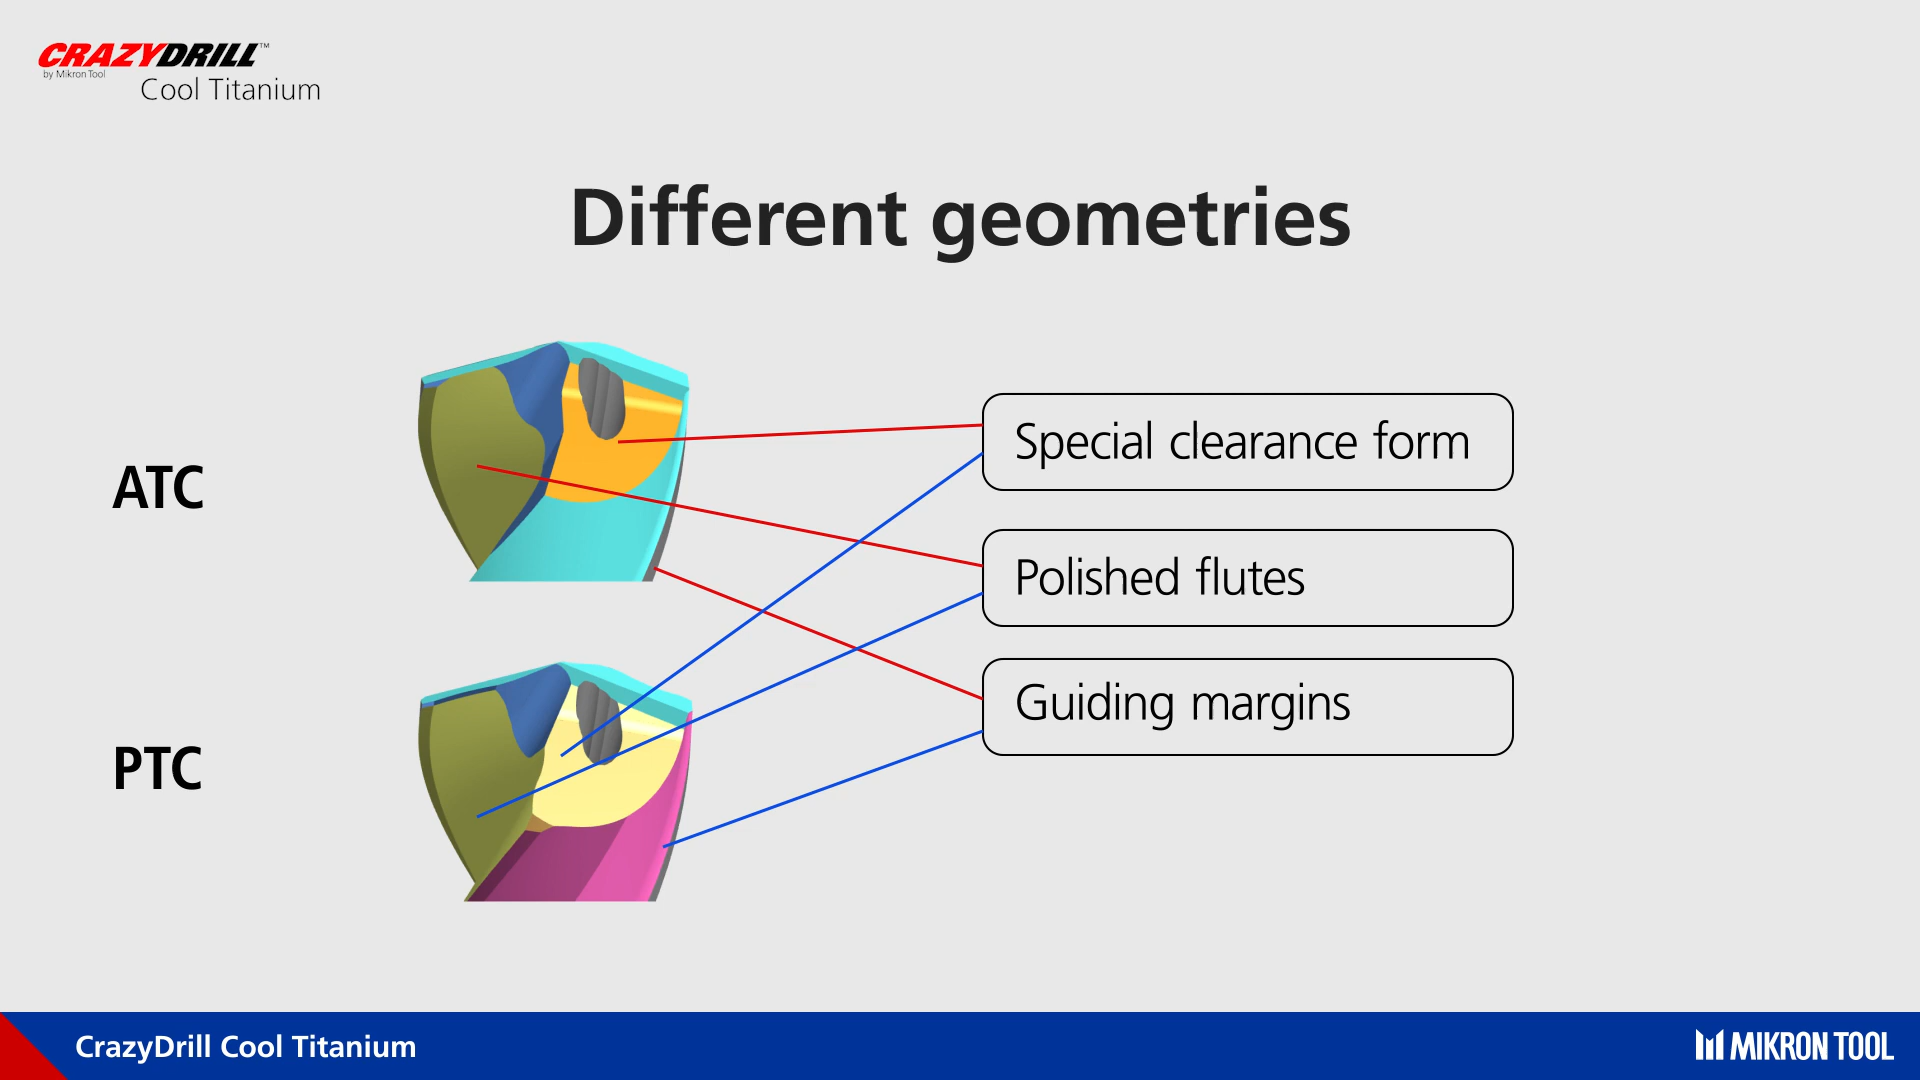 CRAZYDRILL™
by Mikron Tool
Cool Titanium
Different geometries
ATC
Special clearance form
Polished flutes
Guiding margins
PTC
CrazyDrill Cool Titanium
MIKRON TOOL